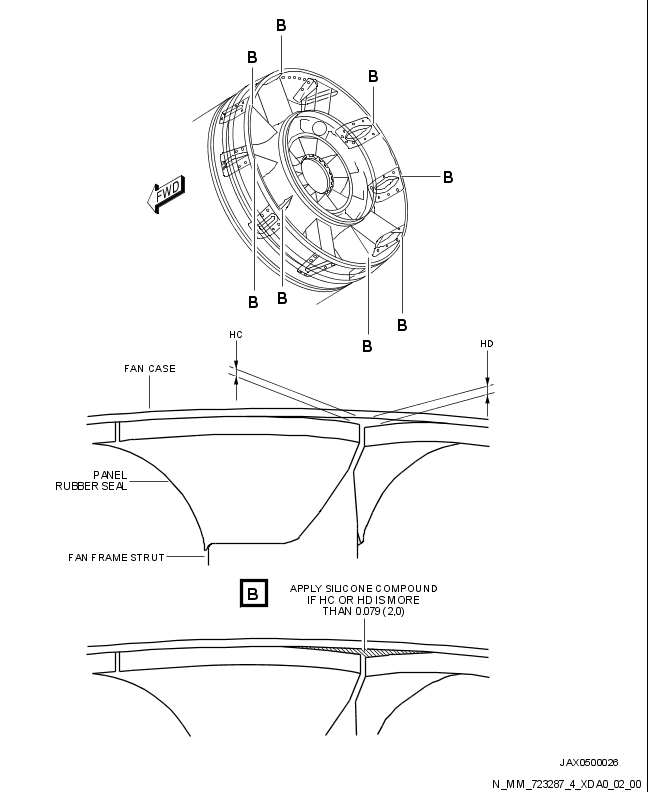 B
B
B
FWD
B
B
B
B
B
HC
HD
FAN CASE
PANEL
RUBBER SEAL
FAN FRAME STRUT
B
APPLY SILICONE COMPOUND
IF HC OR HD IS MORE
THAN 0.079 (2,0)
JAX0500026
N_MM_723287_4_XDA0_02_00